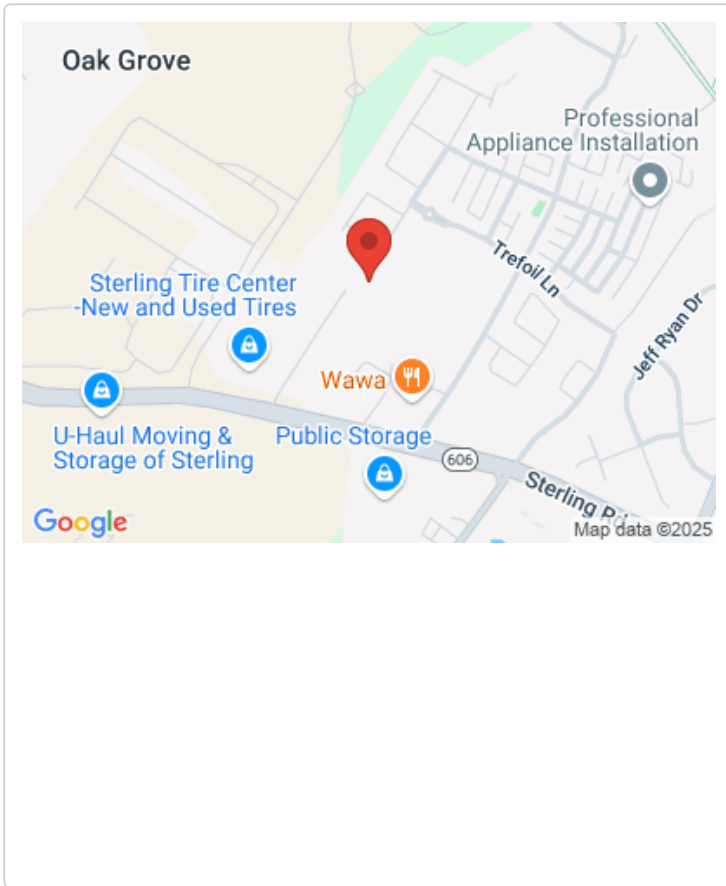 Oak Grove
Professional
Appliance Installation
Trefoil Ln
Sterling Tire Center
-New and Used Tires
Jeff Ryan Dr
Wawa
U-Haul Moving &
Storage of Sterling
Public Storage
606
Sterling Rd
Google
Map data ©2025